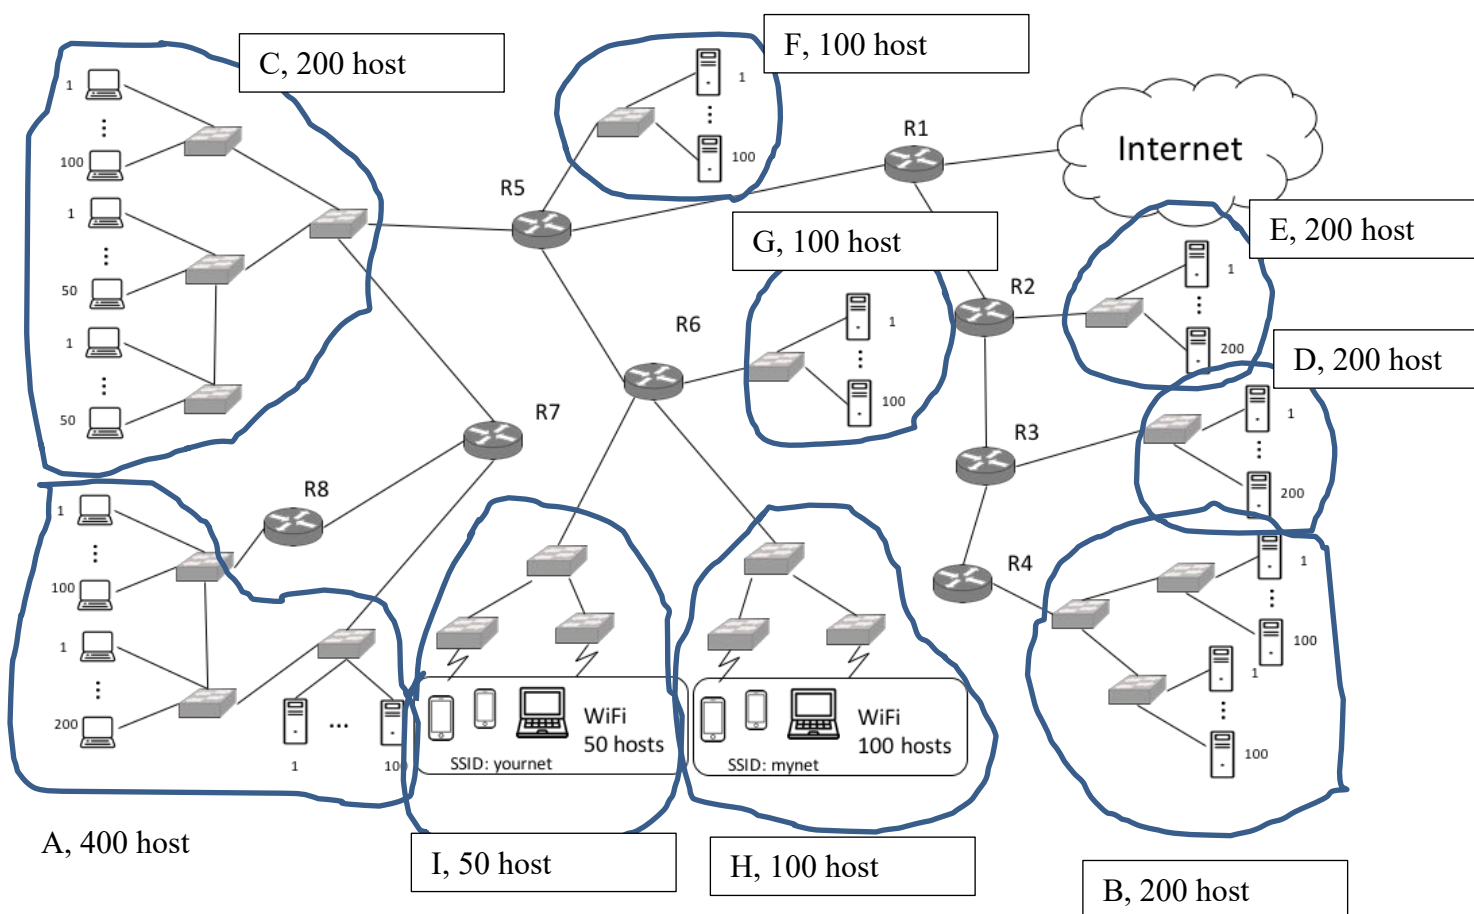 C, 200 host
F, 100 host
1
100
1
50
1
50
1
100
R5
R1
Internet
G, 100 host
E, 200 host
1
200
R2
R6
1
100
D, 200 host
1
200
R3
R7
R8
1
100
1
200
1
100
R4
1
100
1
100
WiFi
50 hosts
SSID: yournet
WiFi
100 hosts
SSID: mynet
A, 400 host
I, 50 host
H, 100 host
B, 200 host